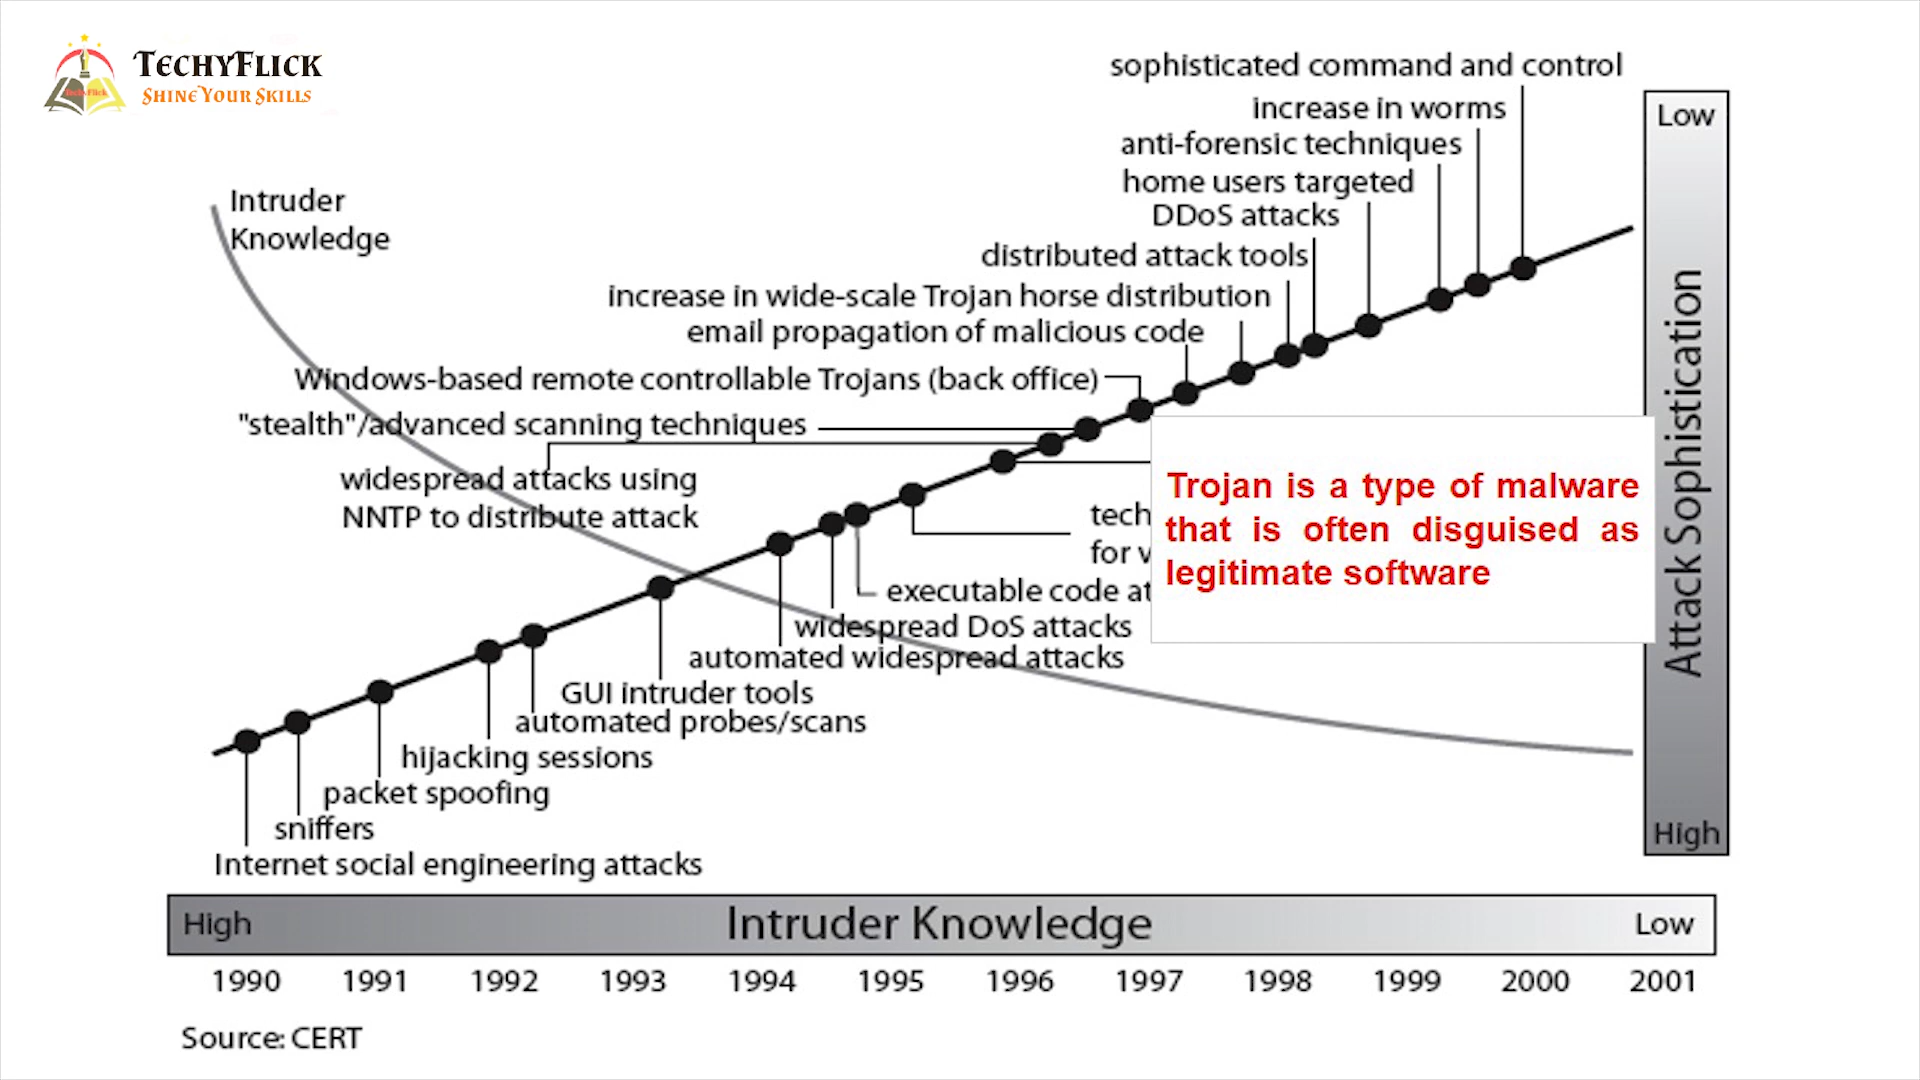 TECHYFLICK
SHINE YOUR SKILLS
sophisticated command and control
increase in worms
anti-forensic techniques
home users targeted
DDoS attacks
distributed attack tools
increase in wide-scale Trojan horse distribution
email propagation of malicious code
Windows-based remote controllable Trojans (back office)
"stealth"/advanced scanning techniques
widespread attacks using
NNTP to distribute attack
Intruder
Knowledge
Trojan is a type of malware
that is often disguised as
legitimate software
for
executable code
widespread DoS attacks
automated widespread attacks
GUI intruder tools
automated probes/scans
hijacking sessions
packet spoofing
sniffers
Internet social engineering attacks
Low
Attack Sophistication
High
High
Intruder Knowledge
Low
1990 1991 1992 1993 1994 1995 1996 1997 1998 1999 2000 2001
Source: CERT